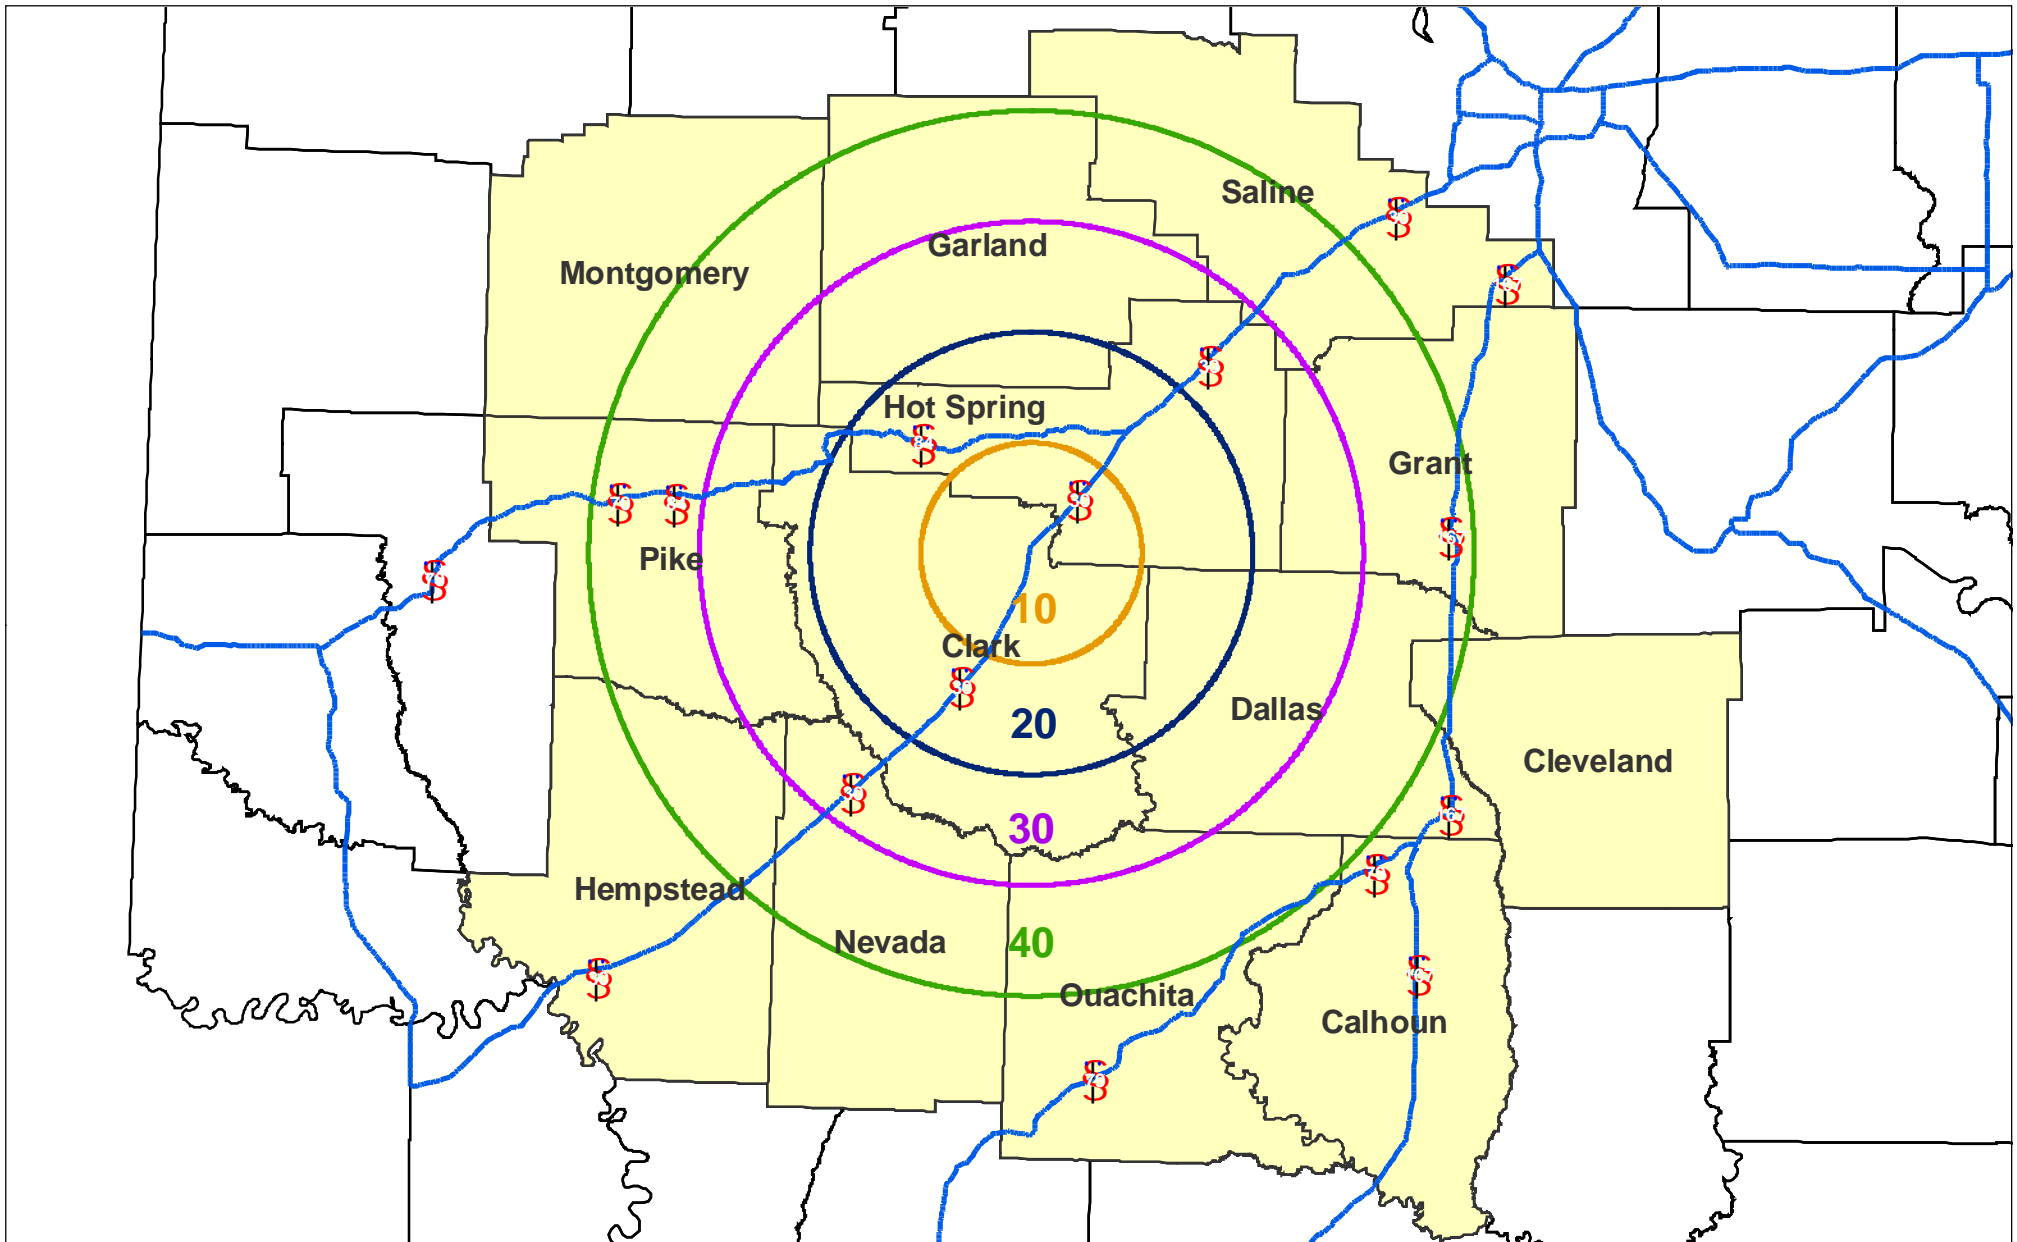 Saline
Garland
Montgomery
Hot Spring
Grant
Pike
10
Clark
Dallas
20
Cleveland
30
Hempstead
Nevada
40
Ouachita
Calhoun